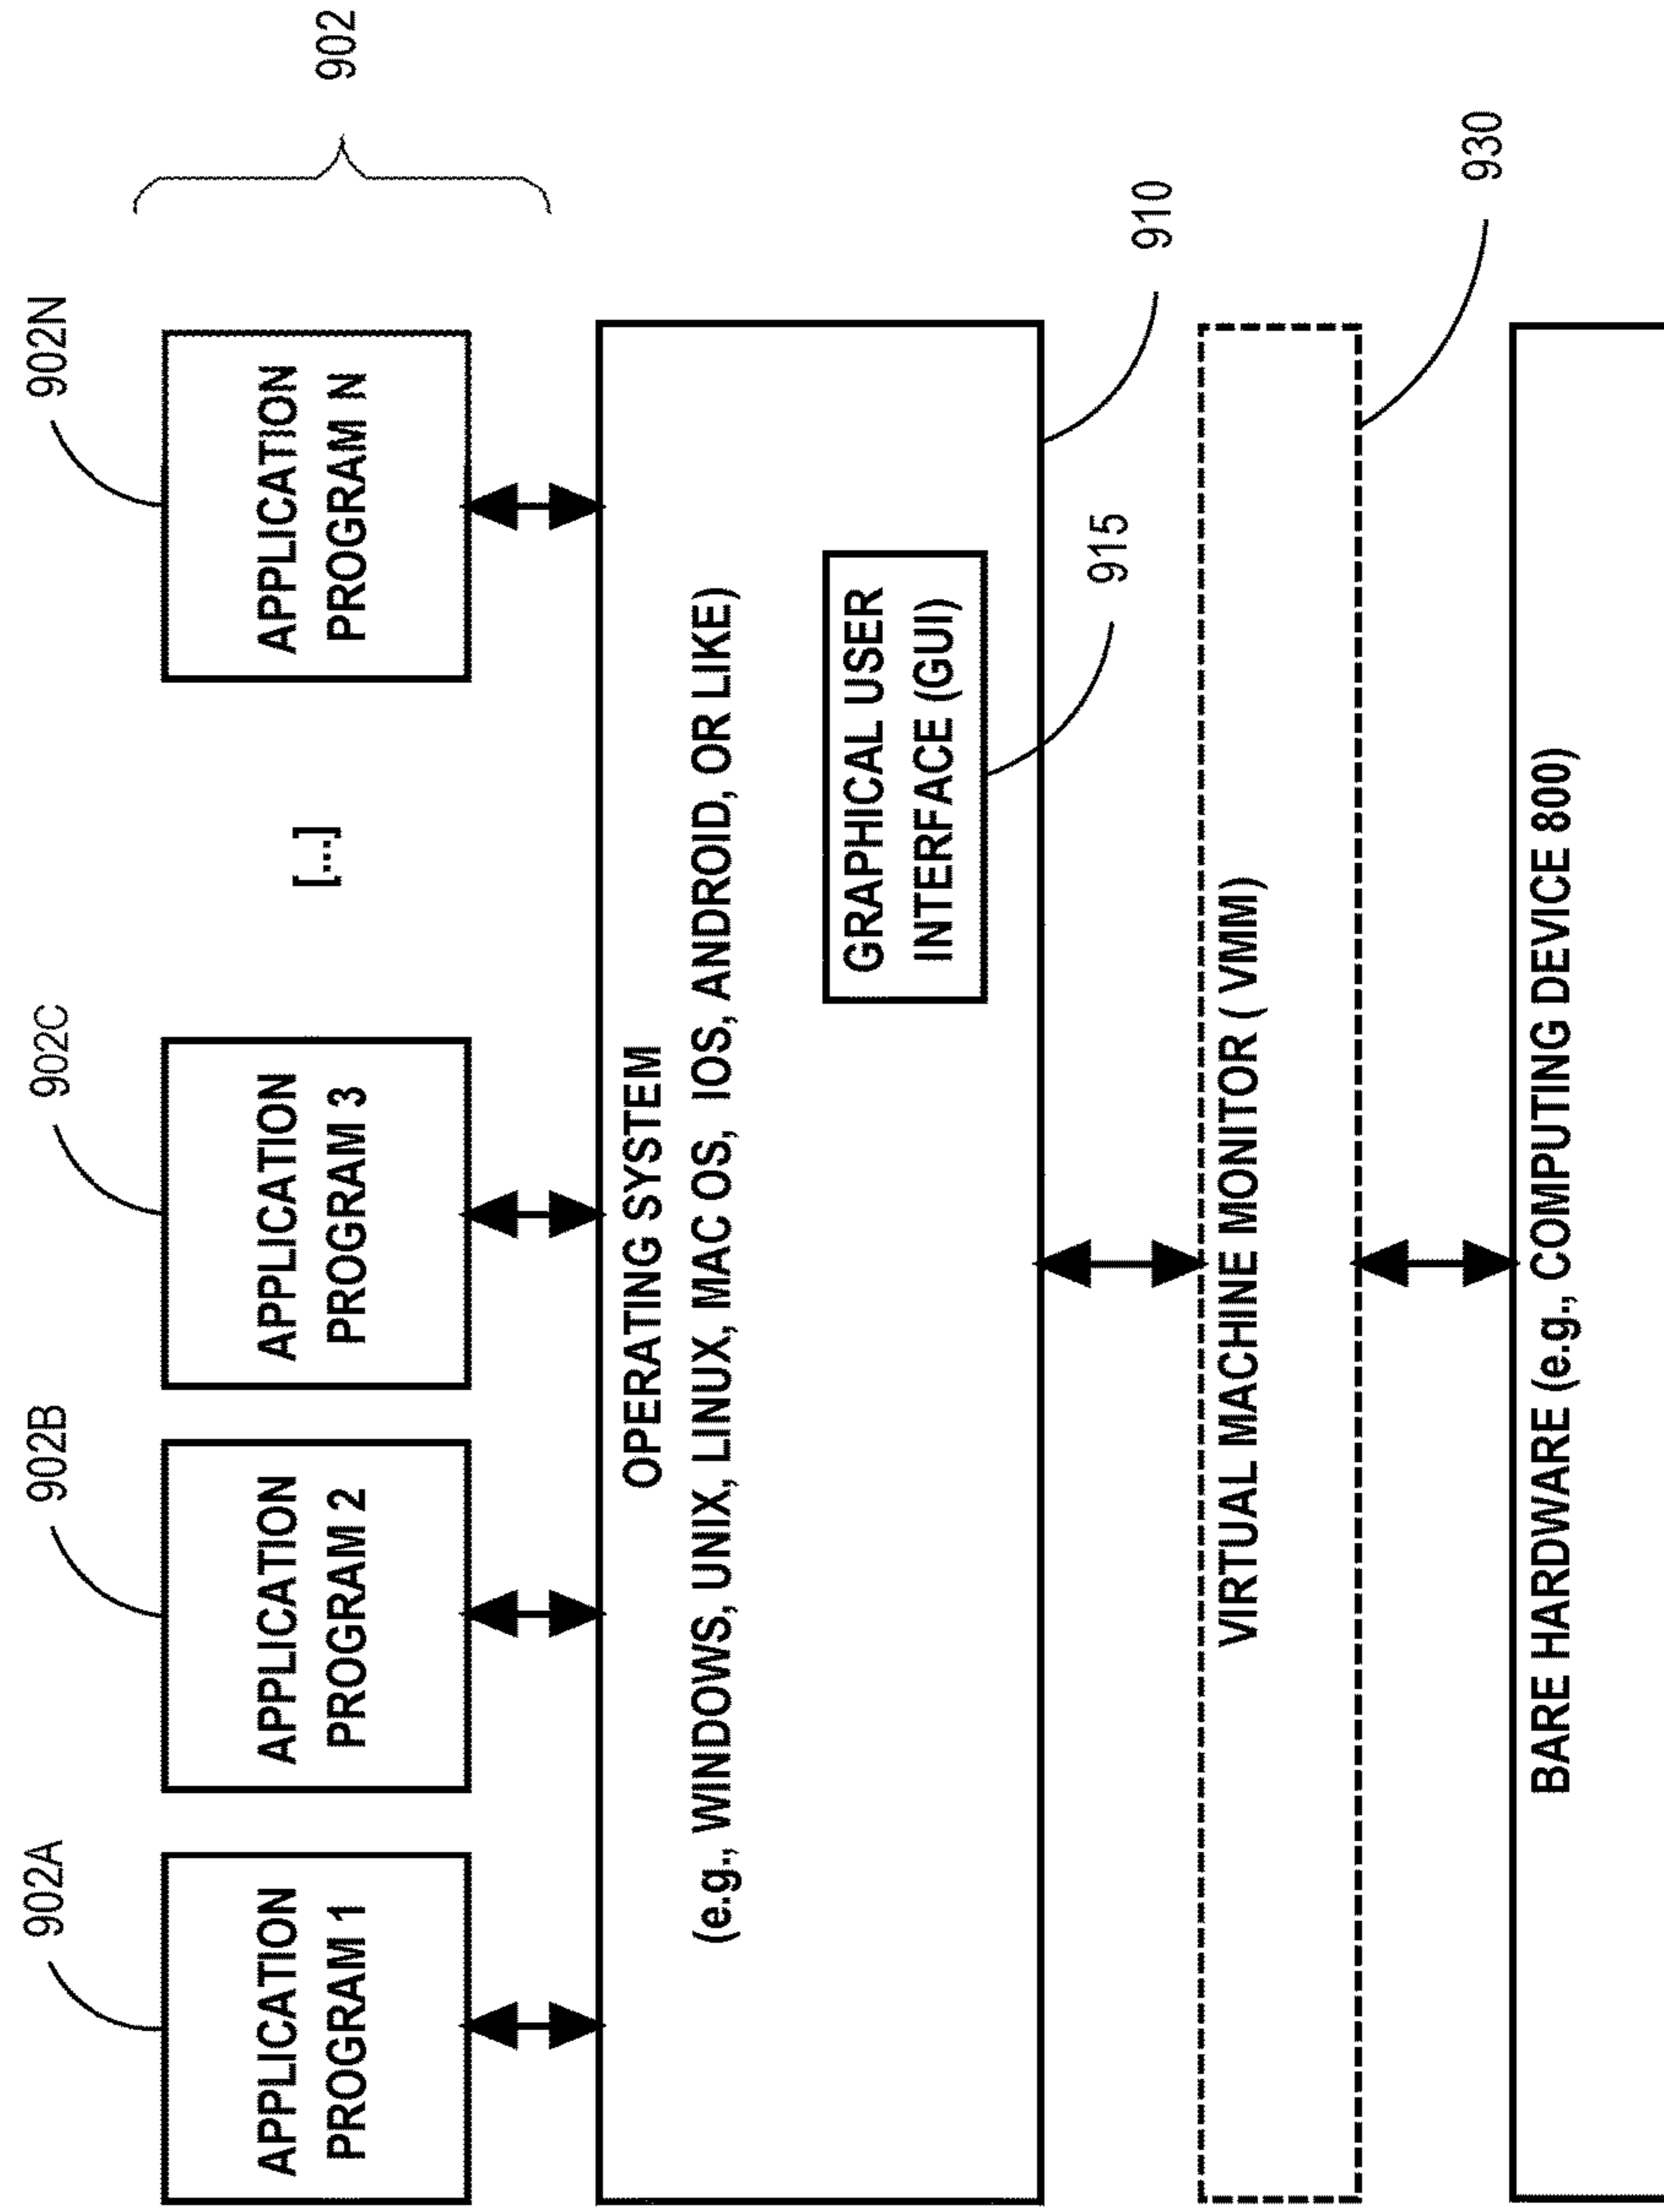 902A
902B
902C
902N
902
APPLICATION
PROGRAM 1
APPLICATION
PROGRAM 2
APPLICATION
PROGRAM 3
[...]
APPLICATION
PROGRAM N
OPERATING SYSTEM
(e.g., WINDOWS, UNIX, LINUX, MAC OS, IOS, ANDROID, OR LIKE)
GRAPHICAL USER
INTERFACE (GUI)
915
910
VIRTUAL MACHINE MONITOR ( VMM)
930
BARE HARDWARE (e.g., COMPUTING DEVICE 800)